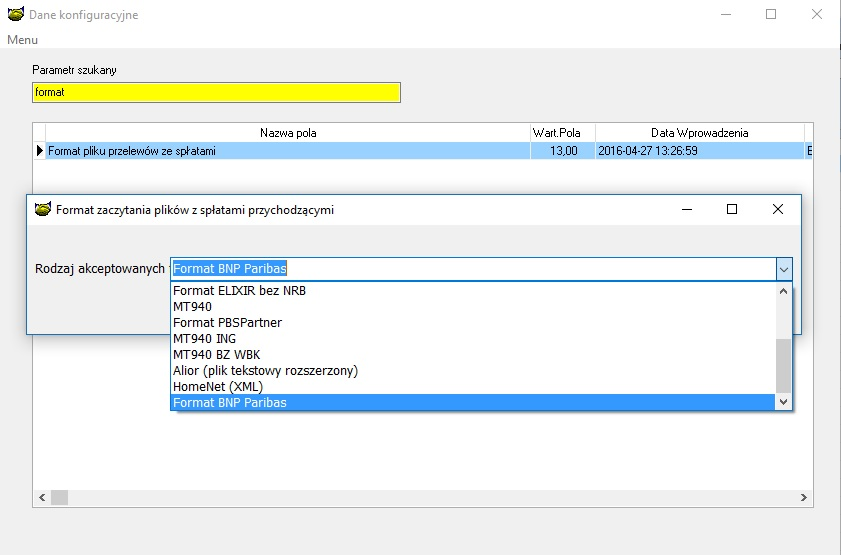 Dane konfiguracyjne
Menu
Parametr szukany
format
Nazwa pola Wart.Pola Data Wprowadzenia
Format pliku przelewów ze spłatami 13,00 2016-04-27 13:26:59
Format zaczytania plików z spłatami przychodzącymi
Rodzaj akceptowanych Format BNP Paribas
Format ELIXIR bez NRB
MT940
Format PBSPartner
MT940 ING
MT940 BZ WBK
Alior (plik tekstowy rozszerzony)
HomeNet (XML)
Format BNP Paribas